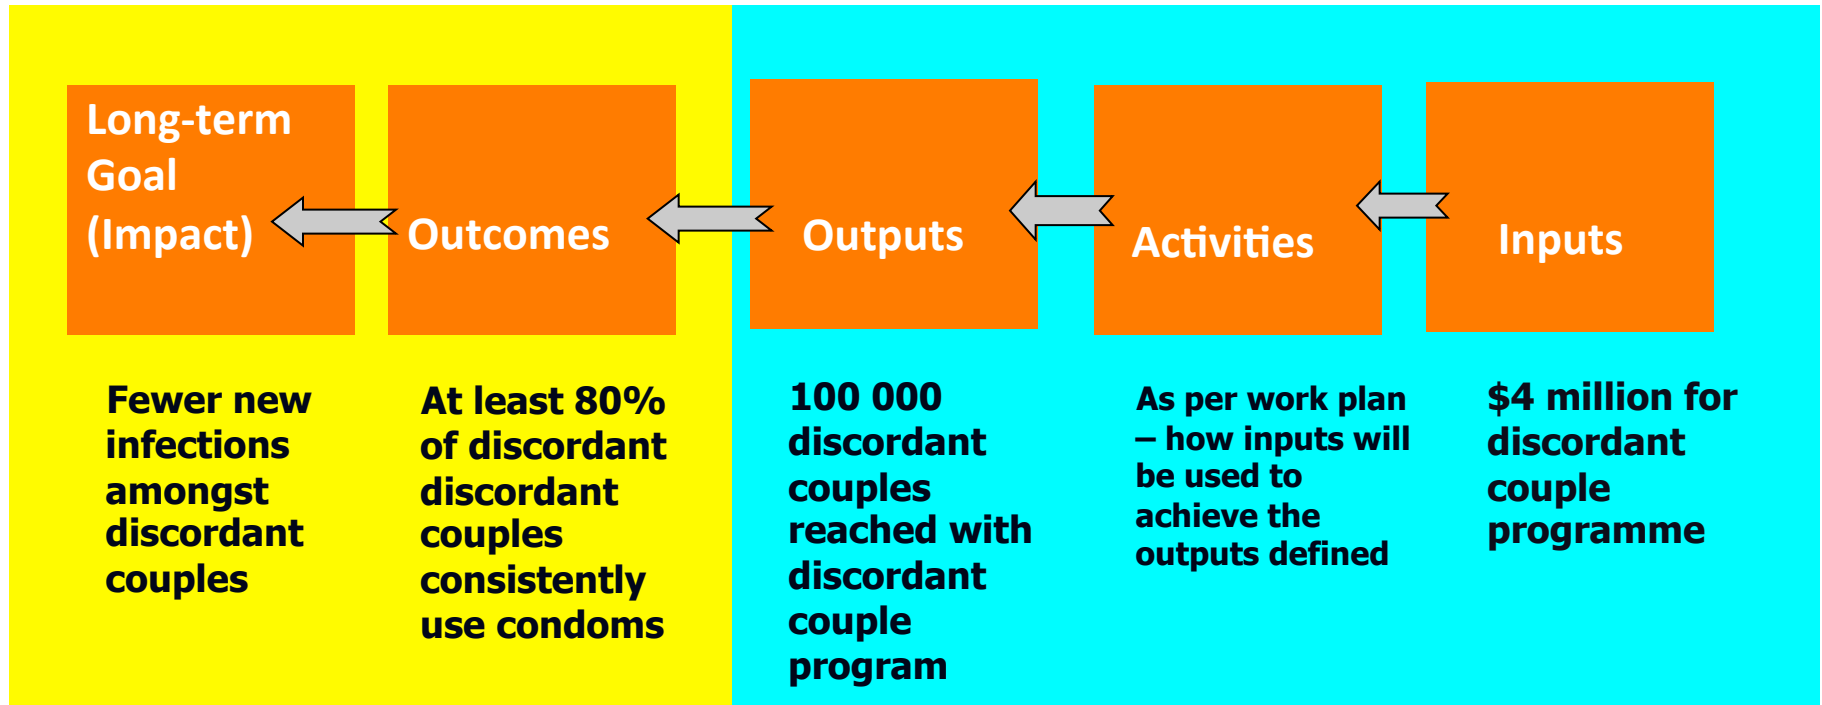 Long-term
Goal
(Impact)
Outcomes
Outputs
Activities
Inputs
Fewer new
infections
amongst
discordant
couples
At least 80%
of discordant
discordant
couples
consistently
use condoms
100 000
discordant
couples
reached with
discordant
couple
program
As per work plan
– how inputs will
be used to
achieve the
outputs defined
$4 million for
discordant
couple
programme